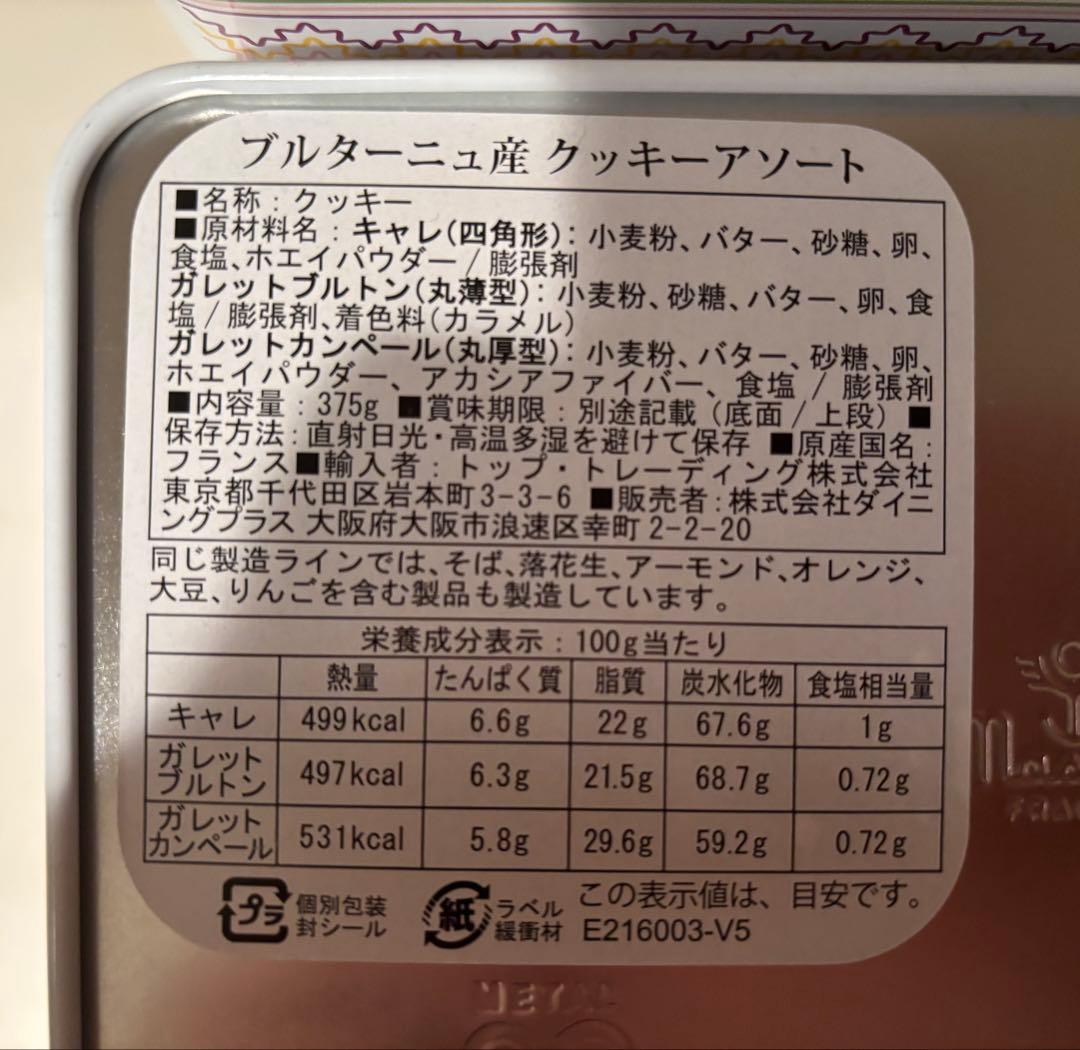 ブルターニュ産 クッキーアソート
■名称：クッキー
■原材料名：キャレ(四角形)：小麦粉、バター、砂糖、卵、
食塩、ホエイパウダー／膨張剤
ガレットブルトン(丸薄型)：小麦粉、砂糖、バター、卵、食
塩／膨張剤、着色料(カラメル)
ガレットカンペール(丸厚型)：小麦粉、バター、砂糖、卵、
ホエイパウダー、アカシアファイバー、食塩／膨張剤
■内容量：375g ■賞味期限：別途記載（底面／上段）■
保存方法：直射日光・高温多湿を避けて保存 ■原産国名：
フランス■輸入者：トップ・トレーディング株式会社
東京都千代田区岩本町3-3-6 ■販売者：株式会社ダイニ
ングプラス 大阪府大阪市浪速区幸町2-2-20
同じ製造ラインでは、そば、落花生、アーモンド、オレンジ、
大豆、りんごを含む製品も製造しています。
栄養成分表示：100g当たり
熱量 たんぱく質 脂質 炭水化物 食塩相当量
キャレ 499kcal 6.6g 22g 67.6g 1g
ガレット
ブルトン 497kcal 6.3g 21.5g 68.7g 0.72g
ガレット
カンペール 531kcal 5.8g 29.6g 59.2g 0.72g
プラ 個別包装
封シール
紙 ラベル
緩衝材
この表示値は、目安です。
E216003-V5